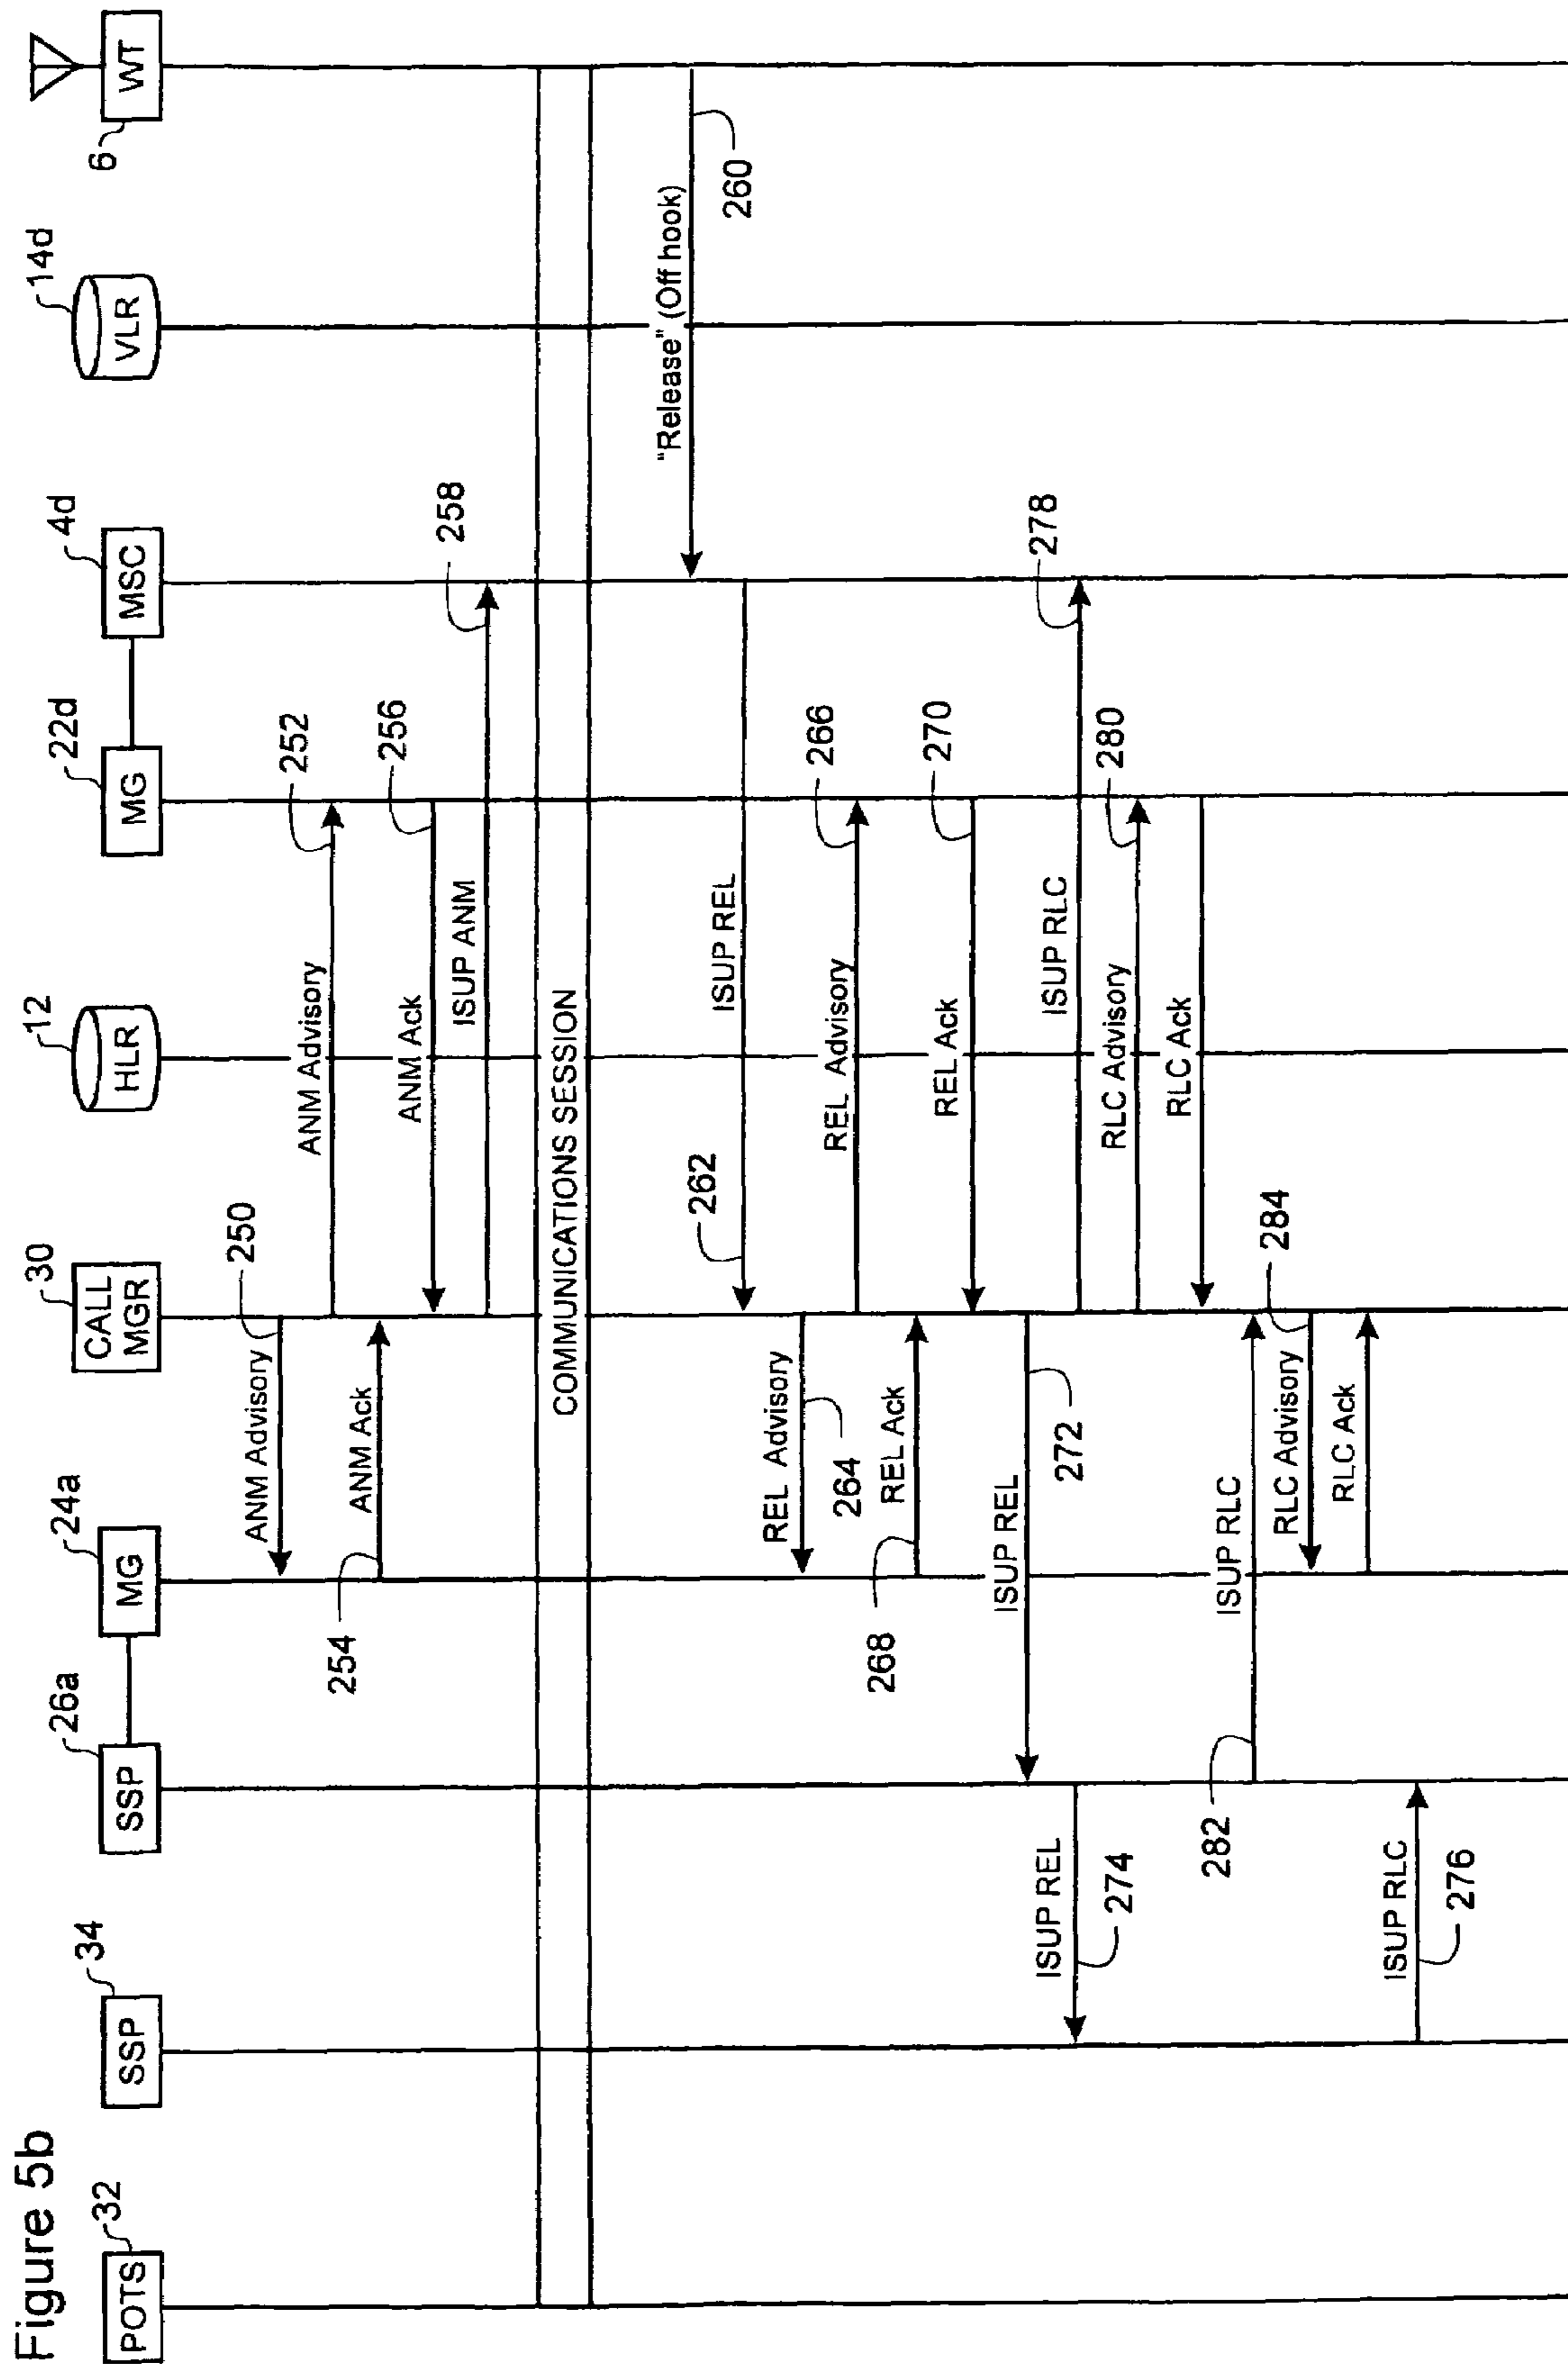 Figure 5b
POTS
32
SSP
34
SSP
26a
MG
24a
CALL
MGR
30
HLR
12
MG
22d
MSC
4d
VLR
14d
WT
6
ANM Advisory
250
ANM Advisory
252
ANM Ack
254
ANM Ack
256
ISUP ANM
258
COMMUNICATIONS SESSION
"Release" (Off hook)
260
ISUP REL
262
REL Advisory
264
REL Advisory
266
REL Ack
268
REL Ack
270
ISUP REL
272
ISUP REL
274
ISUP RLC
278
RLC Advisory
280
RLC Ack
ISUP RLC
282
RLC Advisory
284
RLC Ack
ISUP RLC
276